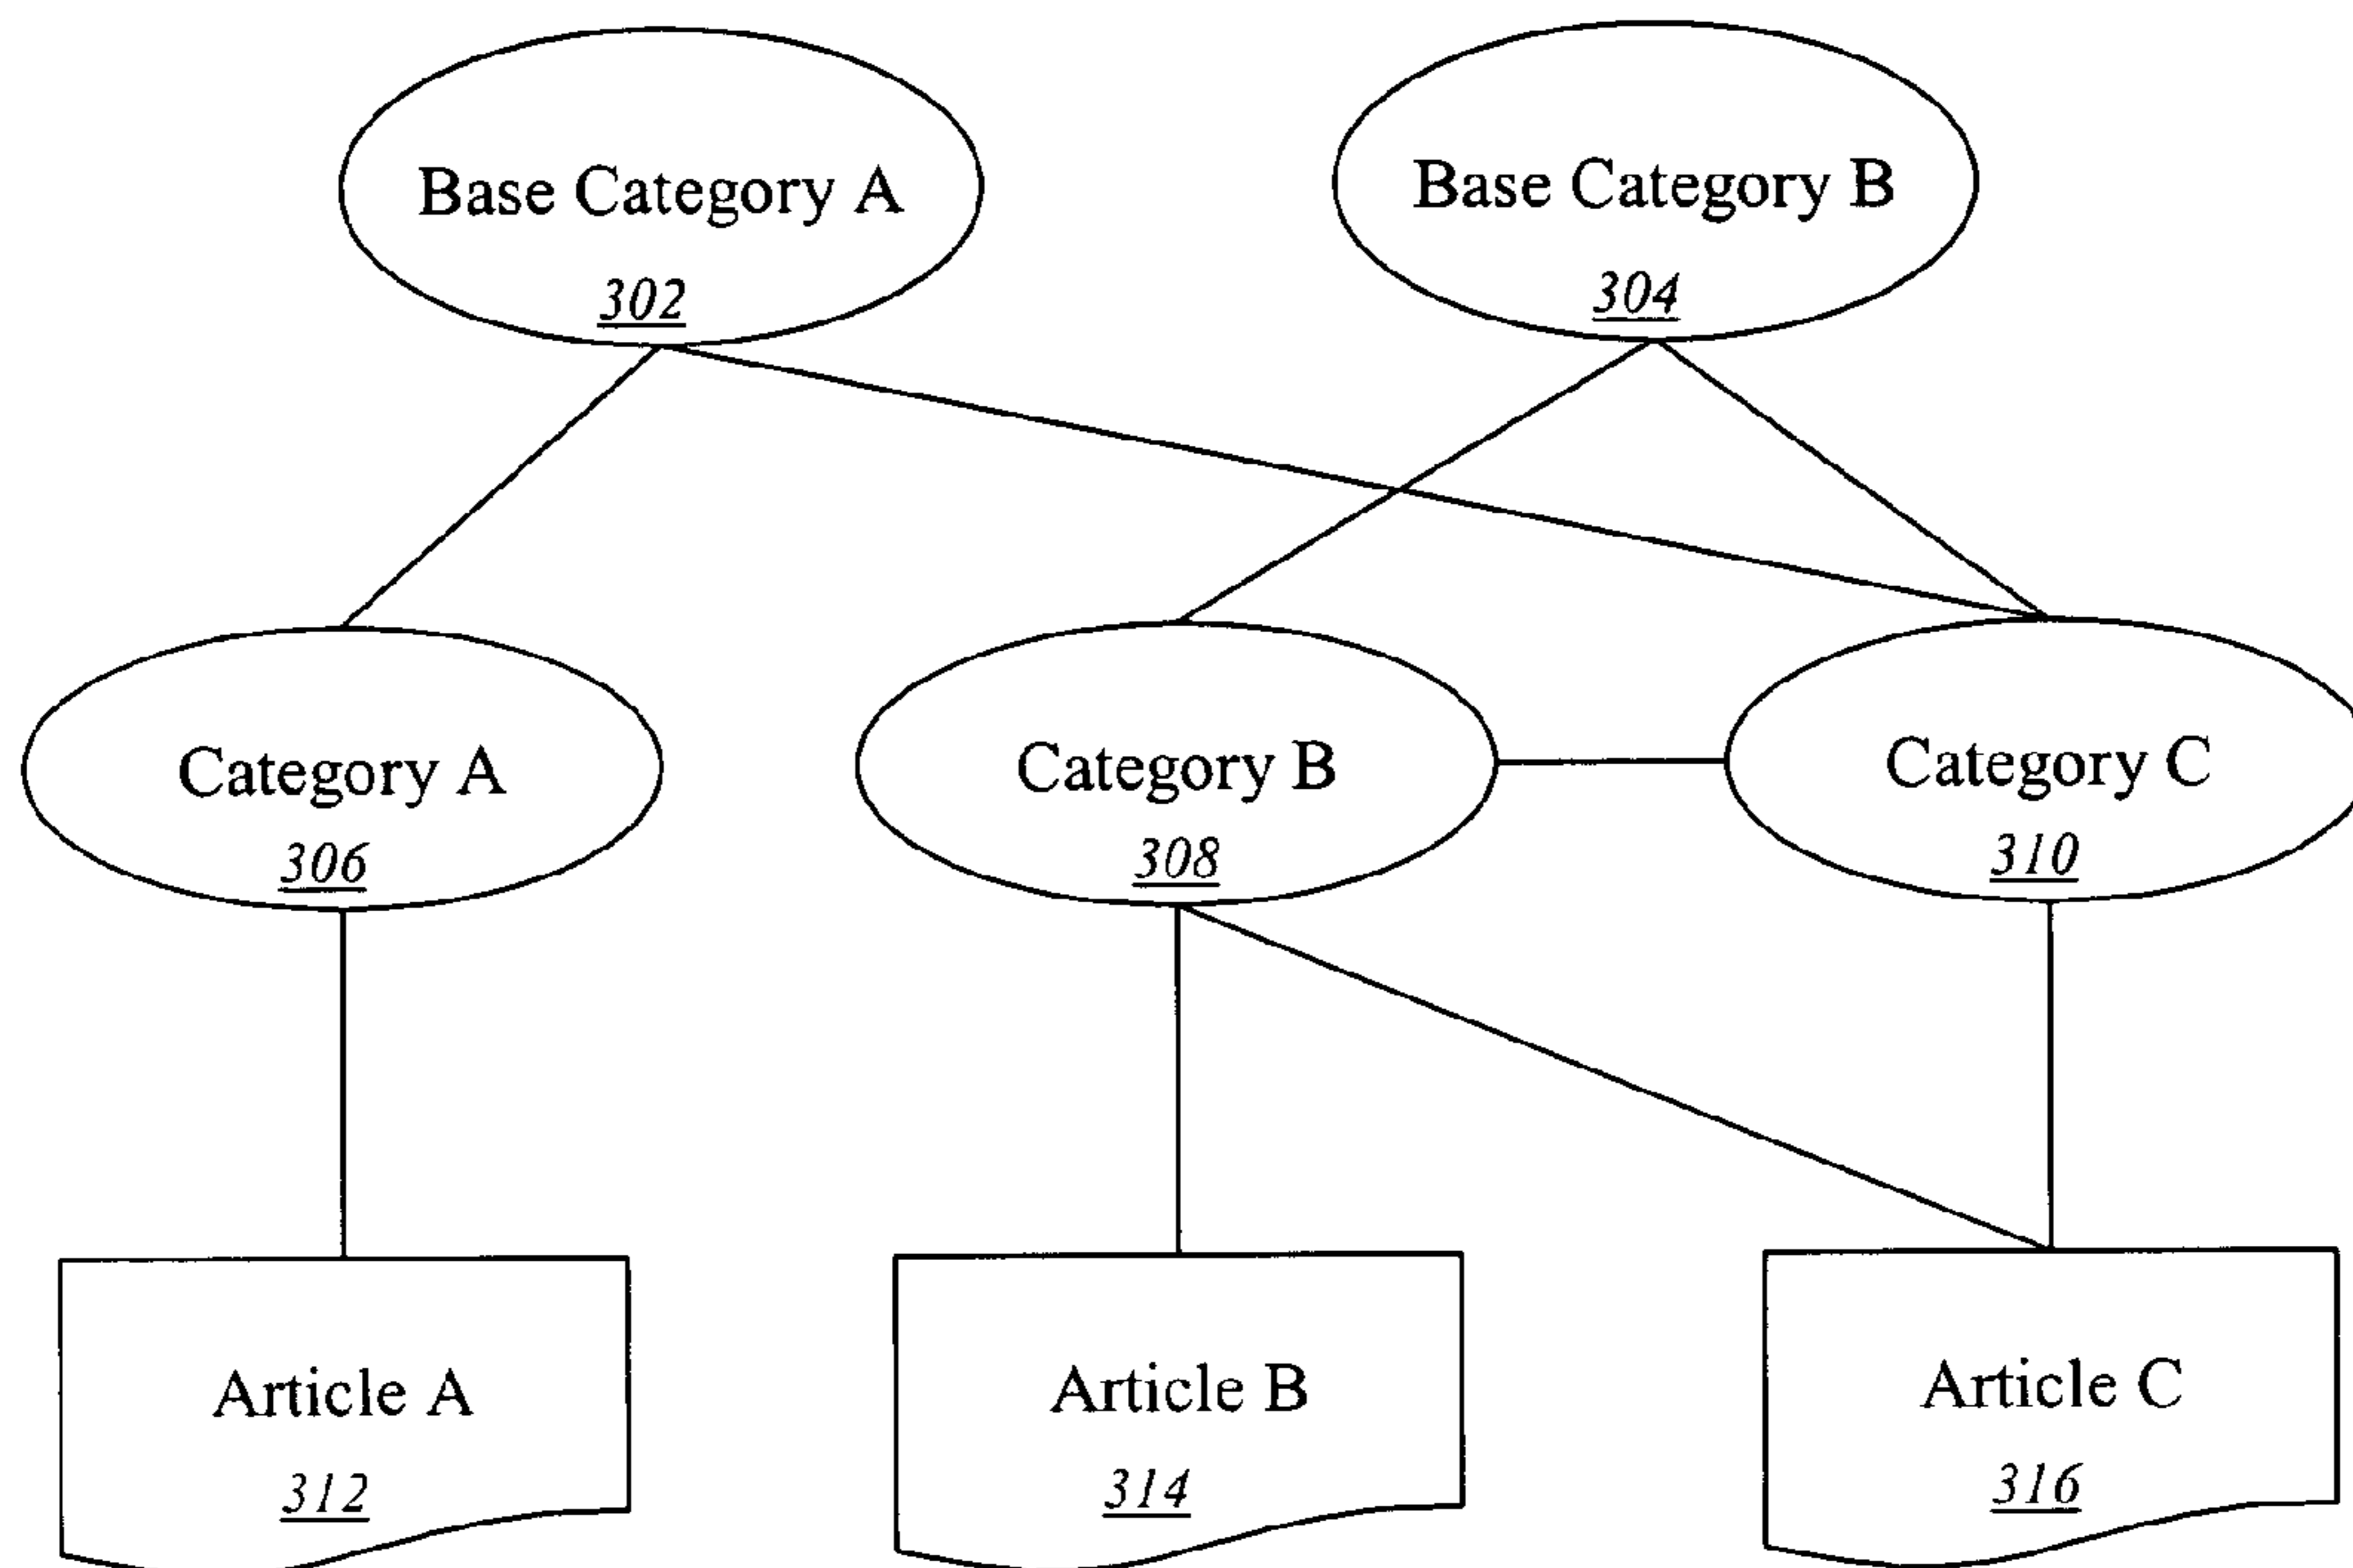 Base Category A
302
Base Category B
304
Category A
306
Category B
308
Category C
310
Article A
312
Article B
314
Article C
316